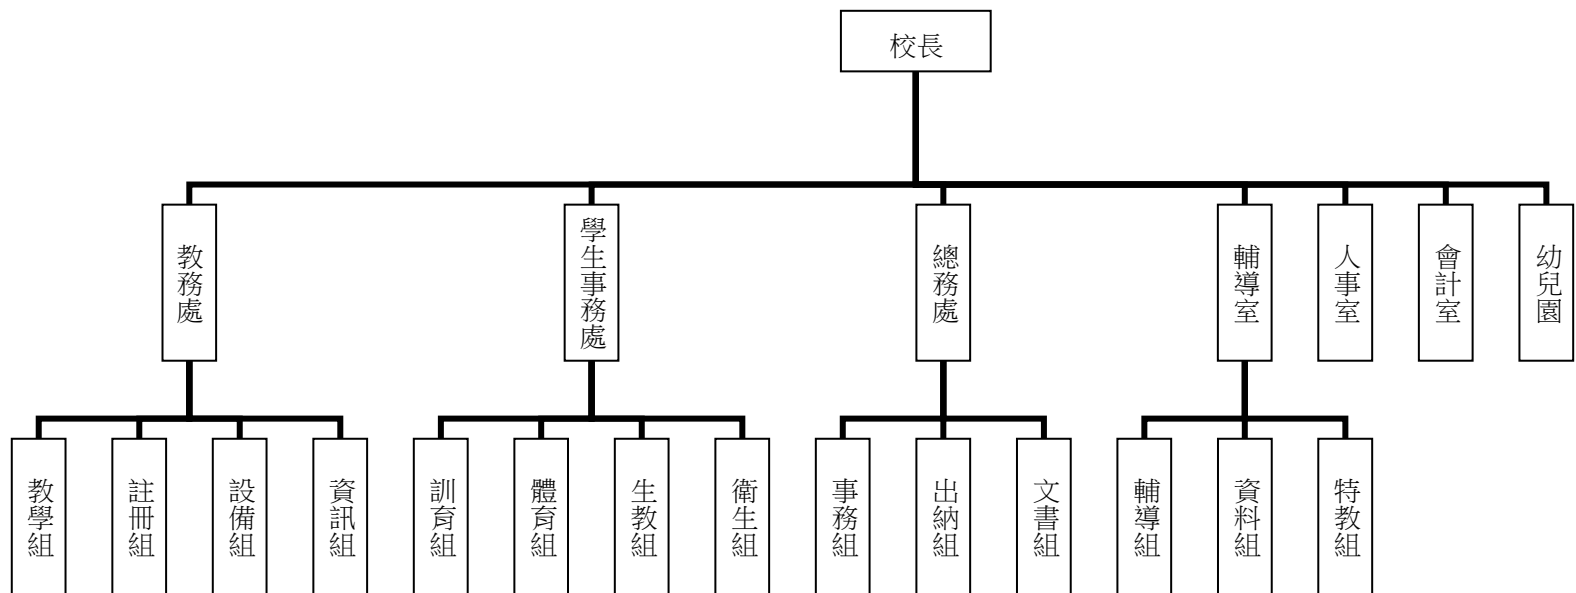 校長
教務處
學生事務處
總務處
輔導室
人事室
會計室
幼兒園
教學組
註冊組
設備組
資訊組
訓育組
體育組
生教組
衛生組
事務組
出納組
文書組
輔導組
資料組
特教組